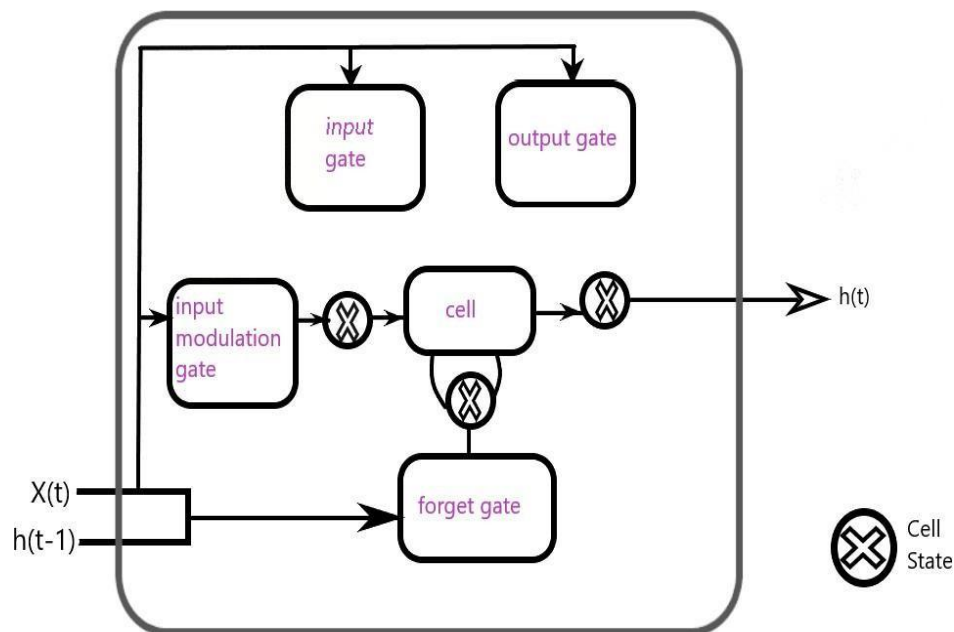 input
gate
output gate
input
modulation
gate
cell
h(t)
X(t)
h(t-1)
forget gate
Cell
State